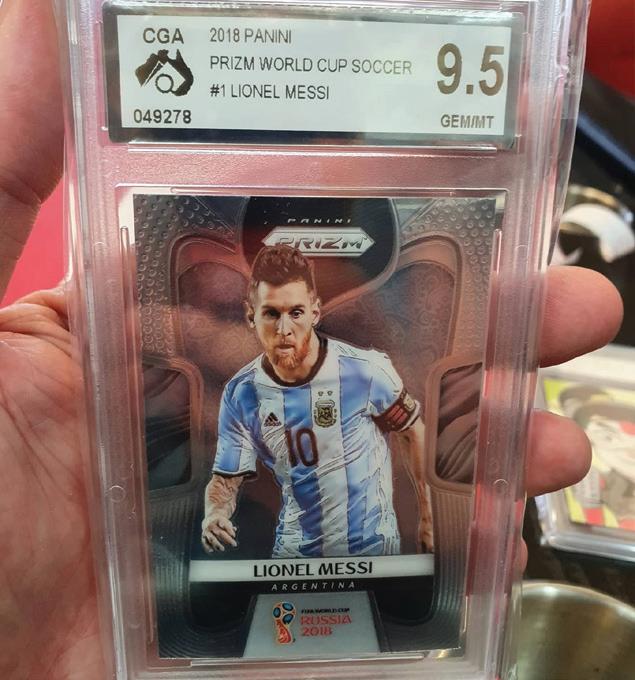 CGA
049278
2018 PANINI
PRIZM WORLD CUP SOCCER
#1 LIONEL MESSI
9.5
GEM/MT
PANINI
PRIZM
adidas
10
LIONEL MESSI
ARGENTINA
FIFA WORLD CUP
RUSSIA
2018